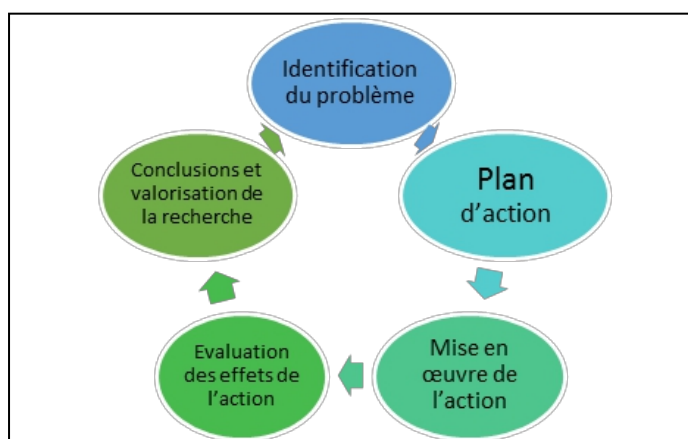 Identification
du problème
Plan
d'action
Mise en
œuvre de
l'action
Evaluation
des effets de
l'action
Conclusions et
valorisation de
la recherche